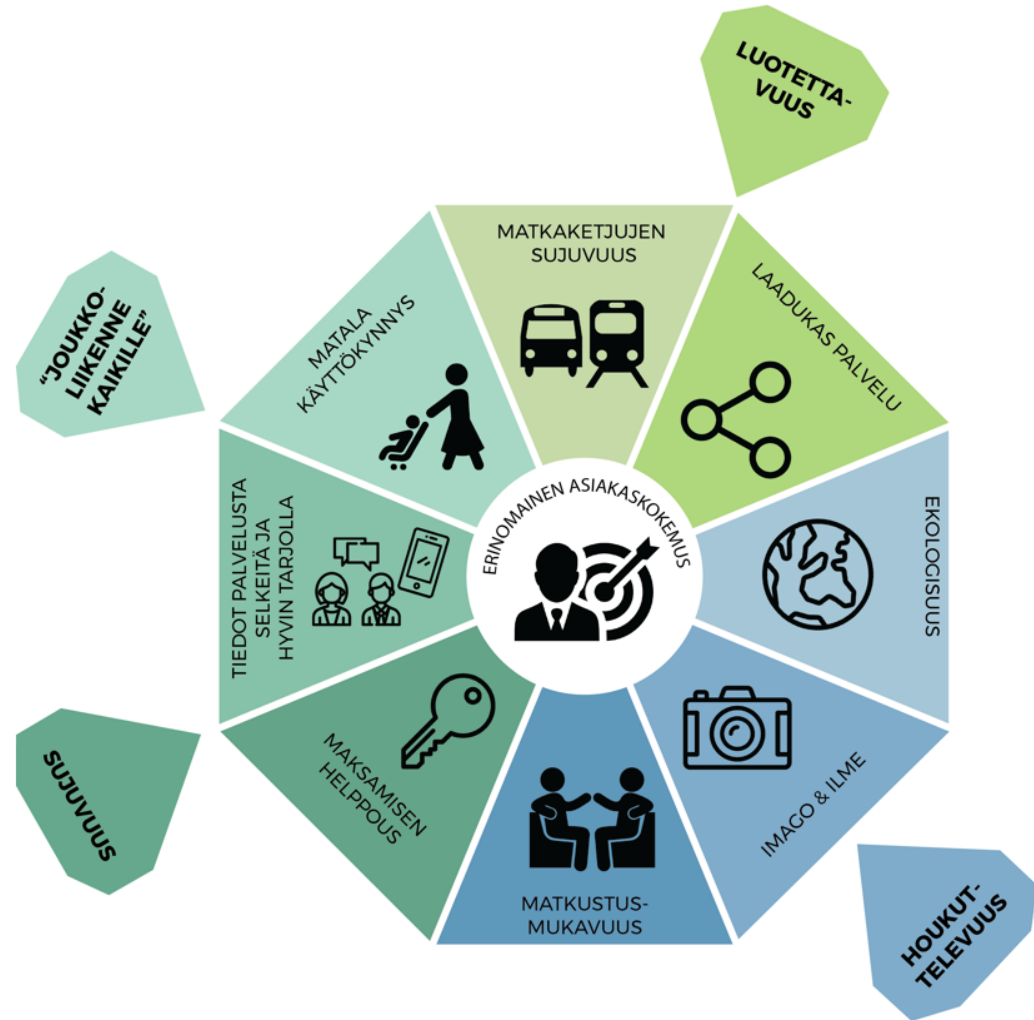 LUOTETTA-
VUUS
MATKAKETJUJEN
SUJUVUUS
LAADUKAS PALVELU
"JOUKKO-
LIIKENNE
KAIKILLE”
MATALA
KÄYTTÖKYNNYS
ERINOMAINEN ASIAKASKOKEMUS
EKOLOGISUUS
TIEDOT PALVELUSTA
SELKEITÄ JA
HYVIN TARJOLLA
SUJUVUUS
MAKSAMISEN
HELPPOUS
MATKUSTUS-
MUKAVUUS
IMAGO & ILME
HOUKUT-
TELEVUUS